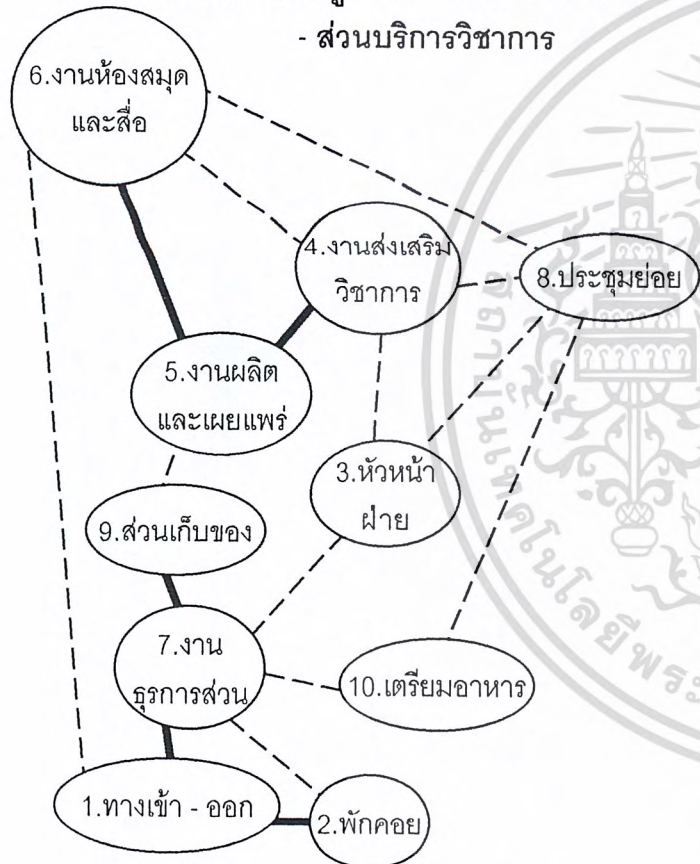 - ส่วนบริการวิชาการ
6.งานห้องสมุด
และสื่อ
4.งานส่งเสริม
วิชาการ
8.ประชุมย่อย
5.งานผลิต
และเผยแพร่
3.หัวหน้า
ฝ่าย
9.ส่วนเก็บของ
7.งาน
ธุรการส่วน
10.เตรียมอาหาร
1.ทางเข้า - ออก
2.พักคอย